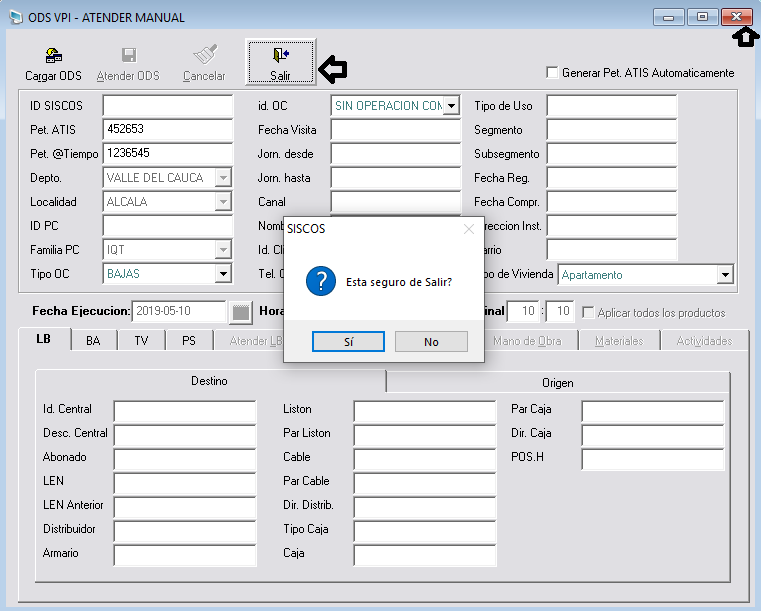 ODS VPI - ATENDER MANUAL
Cargar ODS Atender ODS Cancelar Salir
Generar Pet. ATIS Automaticamente
ID SISCOS id. OC SIN OPERACION COM Tipo de Uso
Pet. ATIS 452653 Fecha Visita Segmento
Pet. @Tiempo 1236545 Jorn. desde Subsegmento
Depto. VALLE DEL CAUCA Jorn. hasta Fecha Reg.
Localidad ALCALA Canal Fecha Compr.
ID PC Nomb ireccion Inst.
Familia PC IQT Id. Cli arrio
Tipo OC BAJAS Tel. C o de Vivienda Apartamento
SISCOS
? Esta seguro de Salir?
Sí No
Fecha Ejecucion: 2019-05-10 Hora inal 10 : 10 Aplicar todos los productos
LB BA TV PS Atender LB Mano de Obra Materiales Actividades
Destino Origen
Id. Central Liston Par Caja
Desc. Central Par Liston Dir. Caja
Abonado Cable POS.H
LEN Par Cable
LEN Anterior Dir. Distrib.
Distribuidor Tipo Caja
Armario Caja